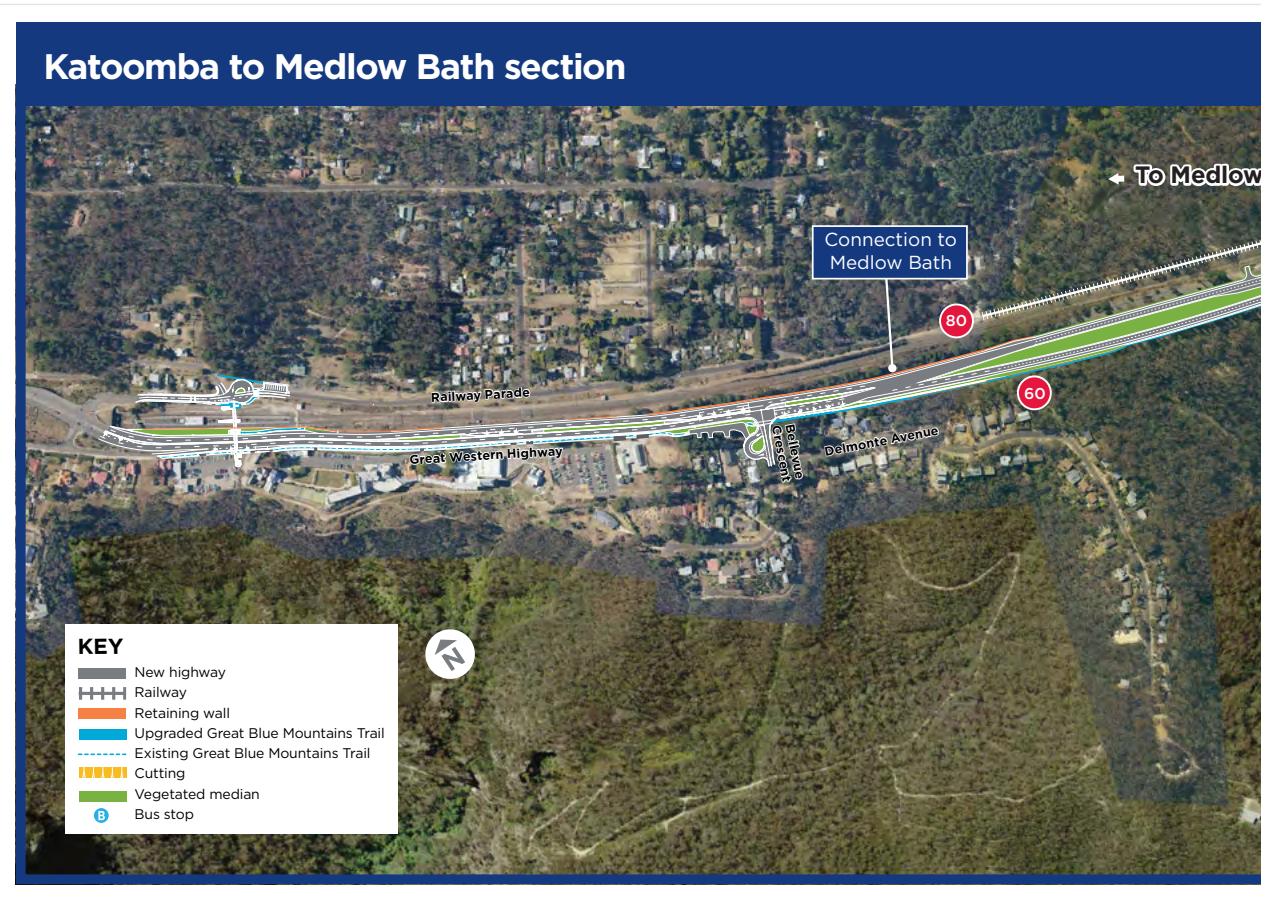 Katoomba to Medlow Bath section
To Medlow
Connection to
Medlow Bath
80
60
Railway Parade
Great Western Highway
Bellevue
Crescent
Delmonte Avenue
KEY
New highway
Railway
Retaining wall
Upgraded Great Blue Mountains Trail
Existing Great Blue Mountains Trail
Cutting
Vegetated median
B Bus stop
N